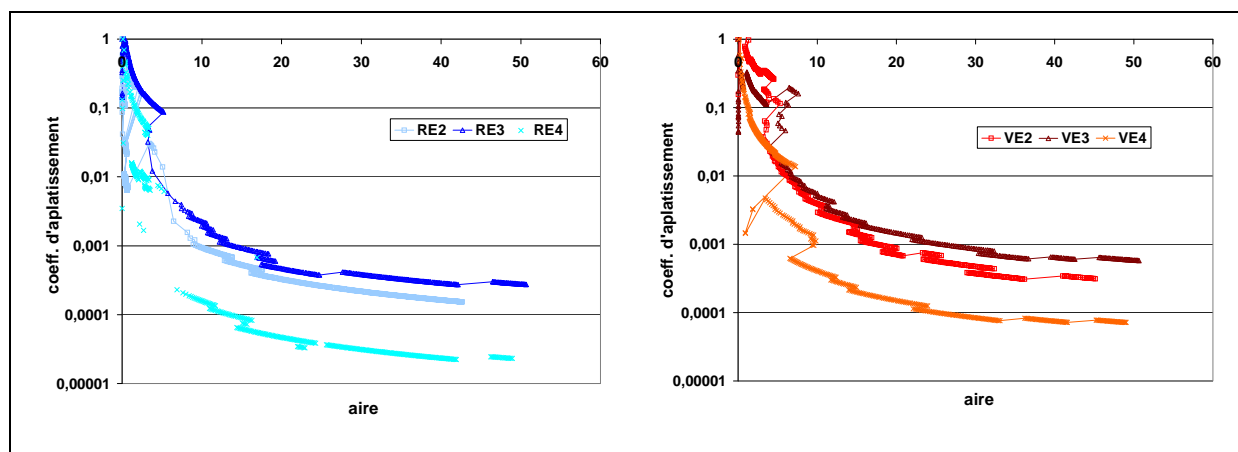 1
0,1
0,01
0,001
0,0001
0,00001
0 10 20 30 40 50 60
coeff. d'aplatissement
RE2 RE3 RE4
aire
1
0,1
0,01
0,001
0,0001
0,00001
0 10 20 30 40 50 60
coeff. d'aplatissement
VE2 VE3 VE4
aire